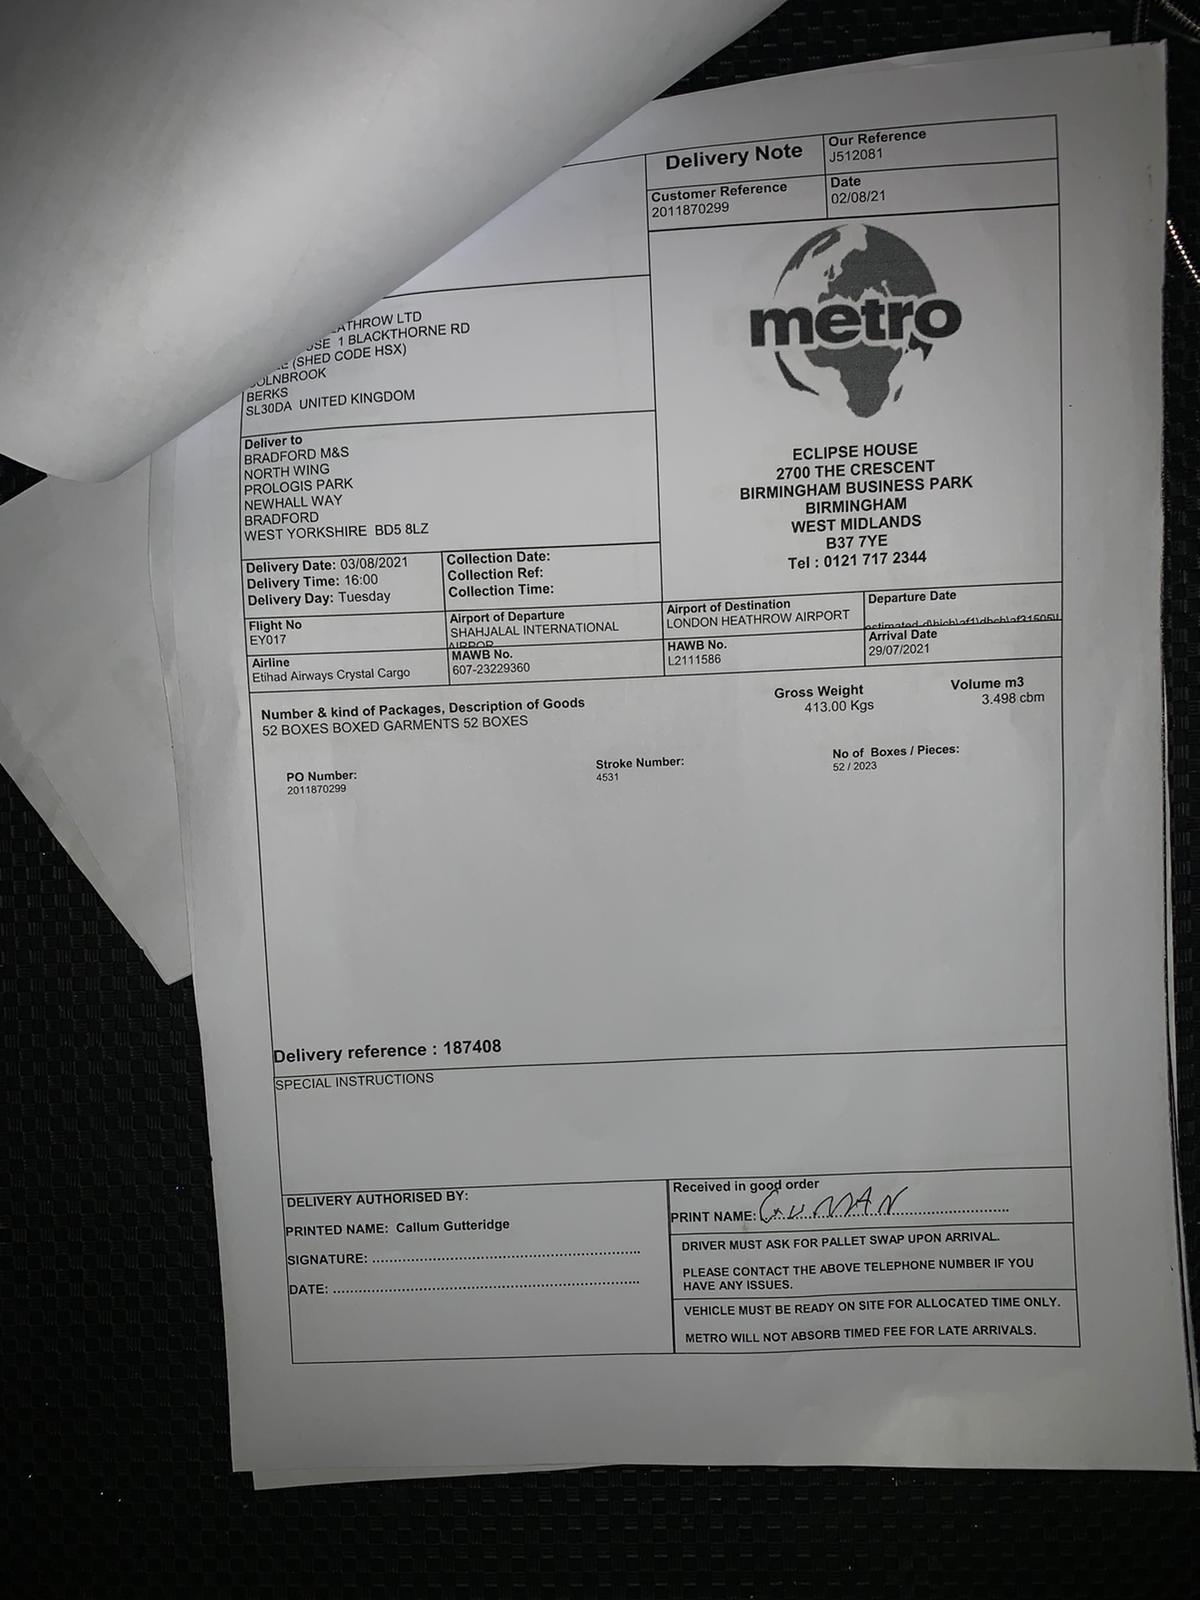 Delivery Note
Our Reference
J512081
Customer Reference
2011870299
Date
02/08/21
metro
ECLIPSE HOUSE
2700 THE CRESCENT
BIRMINGHAM BUSINESS PARK
BIRMINGHAM
WEST MIDLANDS
B37 7YE
Tel : 0121 717 2344
ATHROW LTD
USE 1 BLACKTHORNE RD
(SHED CODE HSX)
OLNBROOK
BERKS
SL30DA UNITED KINGDOM
Deliver to
BRADFORD M&S
NORTH WING
PROLOGIS PARK
NEWHALL WAY
BRADFORD
WEST YORKSHIRE BD5 8LZ
Delivery Date: 03/08/2021
Delivery Time: 16:00
Delivery Day: Tuesday
Collection Date:
Collection Ref:
Collection Time:
Flight No
EY017
Airport of Departure
SHAHJALAL INTERNATIONAL
AIRPOR
Airport of Destination
LONDON HEATHROW AIRPORT
Departure Date
Airline
Etihad Airways Crystal Cargo
MAWB No.
607-23229360
HAWB No.
L2111586
Arrival Date
29/07/2021
Number & kind of Packages, Description of Goods
52 BOXES BOXED GARMENTS 52 BOXES
Gross Weight
413.00 Kgs
Volume m3
3.498 cbm
PO Number:
2011870299
Stroke Number:
4531
No of Boxes / Pieces:
52 / 2023
Delivery reference : 187408
SPECIAL INSTRUCTIONS
DELIVERY AUTHORISED BY:
PRINTED NAME: Callum Gutteridge
SIGNATURE:
DATE:
Received in good order
PRINT NAME:
DRIVER MUST ASK FOR PALLET SWAP UPON ARRIVAL.
PLEASE CONTACT THE ABOVE TELEPHONE NUMBER IF YOU
HAVE ANY ISSUES.
VEHICLE MUST BE READY ON SITE FOR ALLOCATED TIME ONLY.
METRO WILL NOT ABSORB TIMED FEE FOR LATE ARRIVALS.